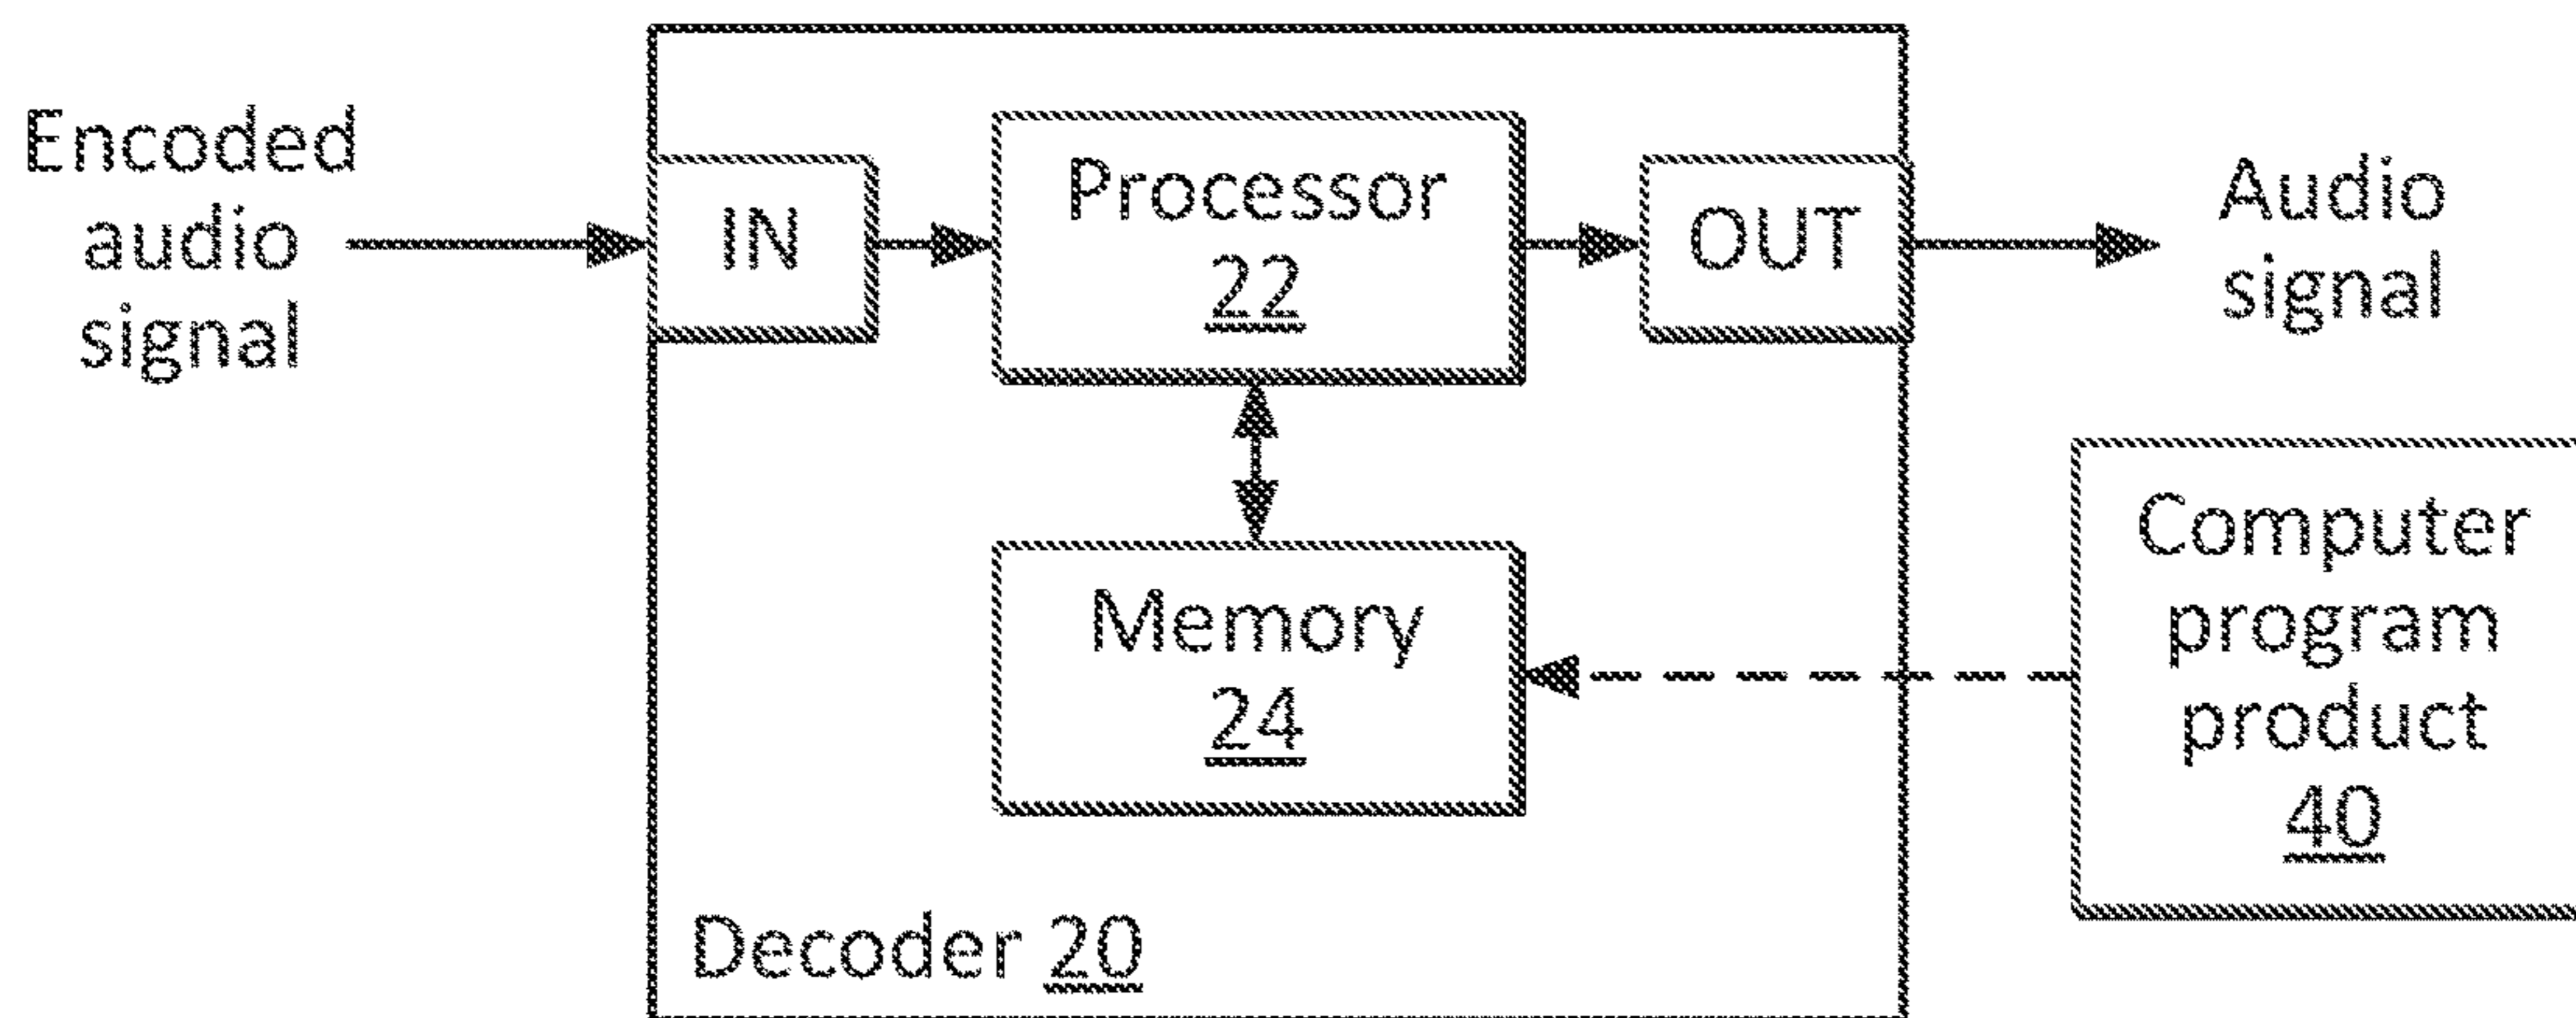 Encoded
audio
signal
IN
Processor
22
OUT
Audio
signal
Memory
24
Computer
program
product
40
Decoder 20